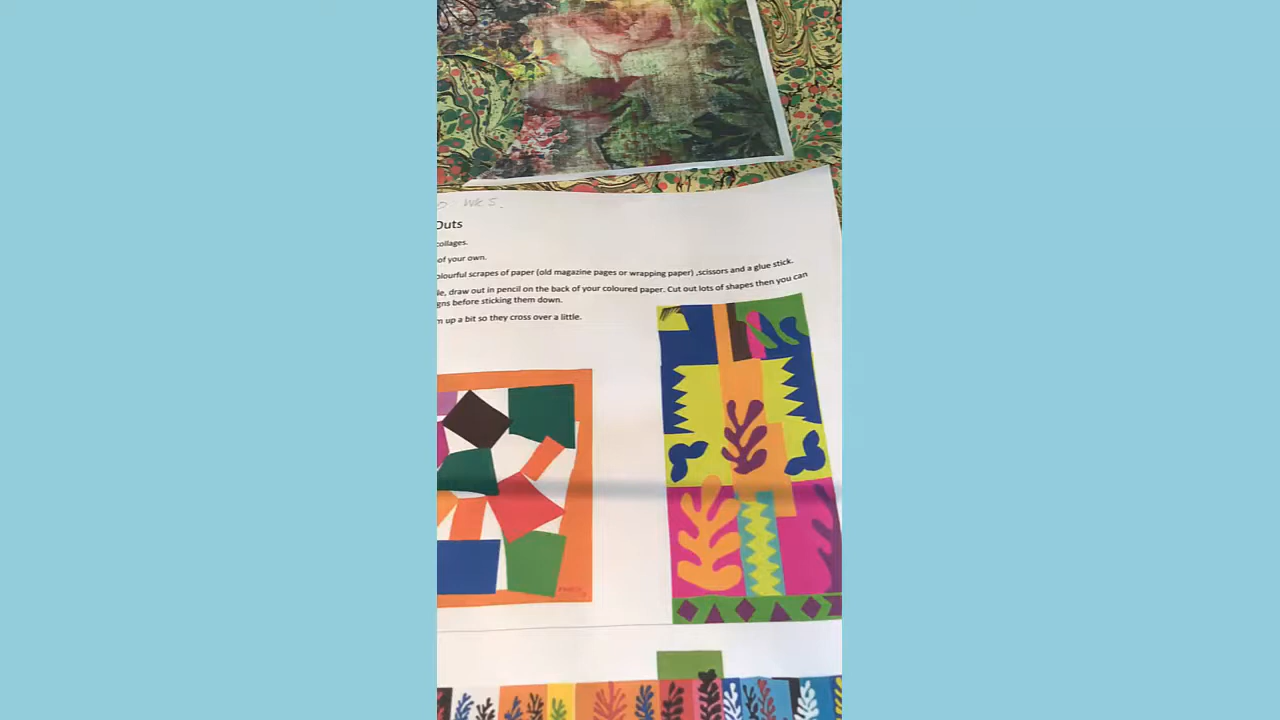 wk 5.
Outs
collages.
of your own.
olourful scrapes of paper (old magazine pages or wrapping paper) ,scissors and a glue stick.
le, draw out in pencil on the back of your coloured paper. Cut out lots of shapes then you can
gns before sticking them down.
m up a bit so they cross over a little.